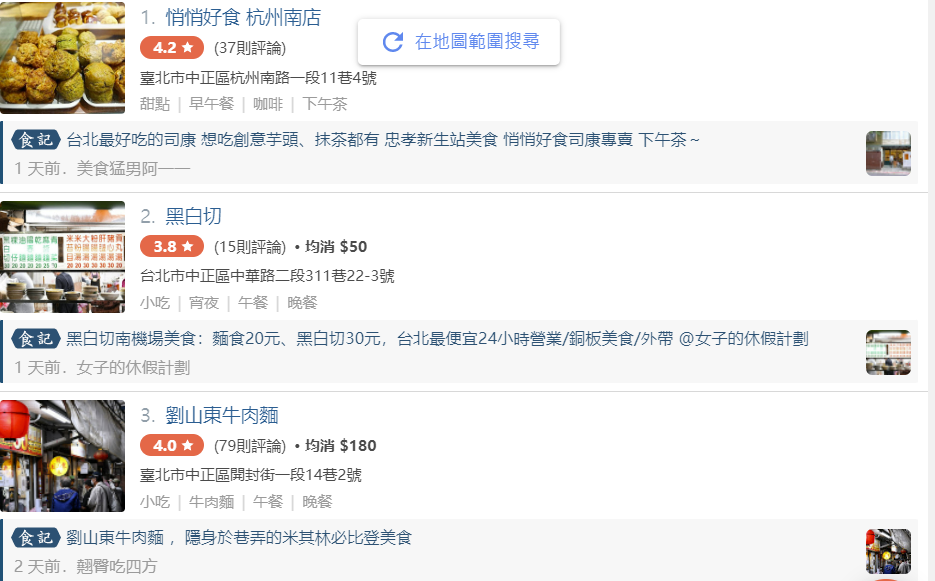 1. 悄悄好食 杭州南店
在地圖範圍搜尋
4.2 ★ (37則評論)
臺北市中正區杭州南路一段11巷4號
甜點 | 早午餐 | 咖啡 | 下午茶
食記 台北最好吃的司康 想吃創意芋頭、抹茶都有 忠孝新生站美食 悄悄好食司康專賣 下午茶～
1 天前．美食猛男阿一一
2. 黑白切
3.8 ★ (15則評論) • 均消 $50
台北市中正區中華路二段311巷22-3號
小吃 | 宵夜 | 午餐 | 晚餐
食記 黑白切南機場美食：麵食20元、黑白切30元，台北最便宜24小時營業/銅板美食/外帶 @女子的休假計劃
1 天前．女子的休假計劃
3. 劉山東牛肉麵
4.0 ★ (79則評論) • 均消 $180
臺北市中正區開封街一段14巷2號
小吃 | 牛肉麵 | 午餐 | 晚餐
食記 劉山東牛肉麵 ，隱身於巷弄的米其林必比登美食
2 天前．翹臀吃四方